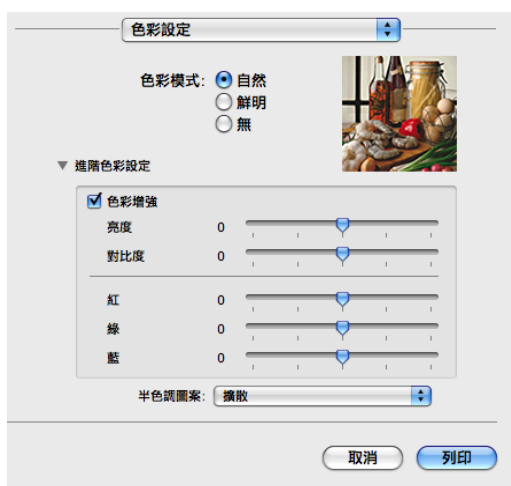 色彩設定
色彩模式: 自然
鮮明
無
進階色彩設定
色彩增強
亮度 0
對比度 0
紅 0
綠 0
藍 0
半色調圖案: 擴散
取消 列印